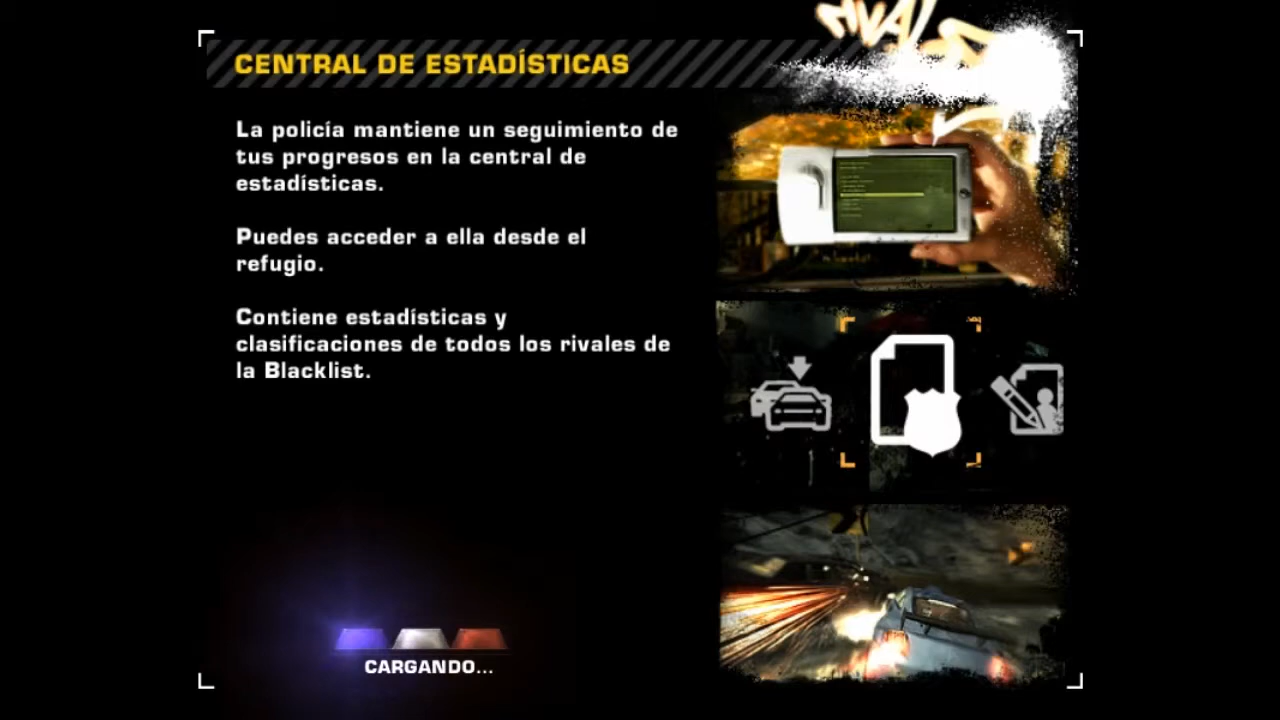 CENTRAL DE ESTADÍSTICAS
La policía mantiene un seguimiento de
tus progresos en la central de
estadísticas.
Puedes acceder a ella desde el
refugio.
Contiene estadísticas y
clasificaciones de todos los rivales de
la Blacklist.
CARGANDO...